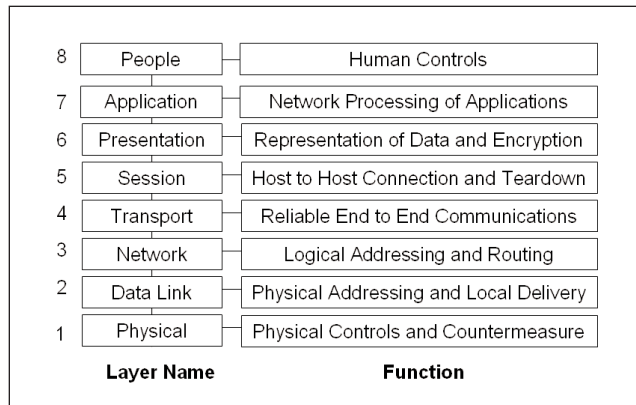 8 People Human Controls
7 Application Network Processing of Applications
6 Presentation Representation of Data and Encryption
5 Session Host to Host Connection and Teardown
4 Transport Reliable End to End Communications
3 Network Logical Addressing and Routing
2 Data Link Physical Addressing and Local Delivery
1 Physical Physical Controls and Countermeasure
Layer Name Function